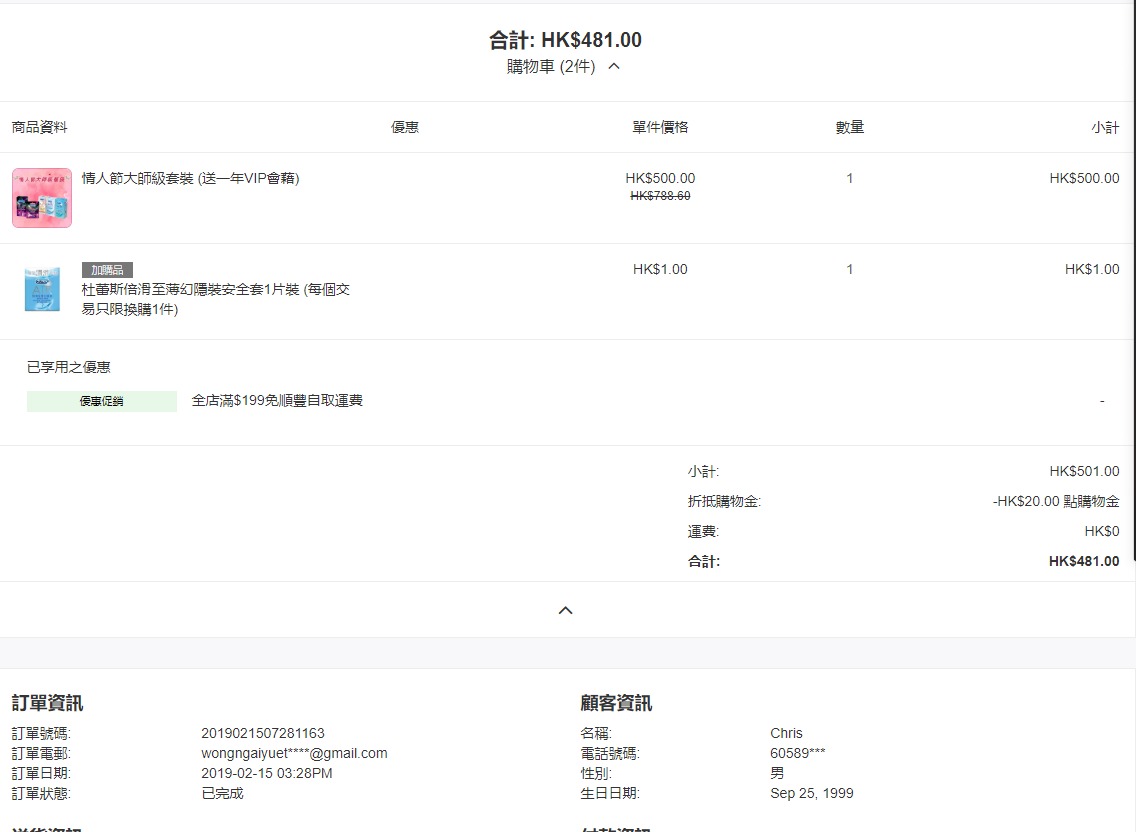 合計: HK$481.00
購物車 (2件)
商品資料 優惠 單件價格 數量 小計
情人節大師級套裝 (送一年VIP會藉) HK$500.00 1 HK$500.00
HK$788.60
加購品
HK$1.00 1 HK$1.00
杜蕾斯倍滑至薄幻隱裝安全套1片裝 (每個交
易只限換購1件)
已享用之優惠
優惠促銷 全店滿$199免順豐自取運費 -
小計: HK$501.00
折抵購物金: -HK$20.00 點購物金
運費: HK$0
合計: HK$481.00
訂單資訊 顧客資訊
訂單號碼: 2019021507281163 名稱: Chris
訂單電郵: wongngaiyuet****@gmail.com 電話號碼: 60589***
訂單日期: 2019-02-15 03:28PM 性別: 男
訂單狀態: 已完成 生日日期: Sep 25, 1999